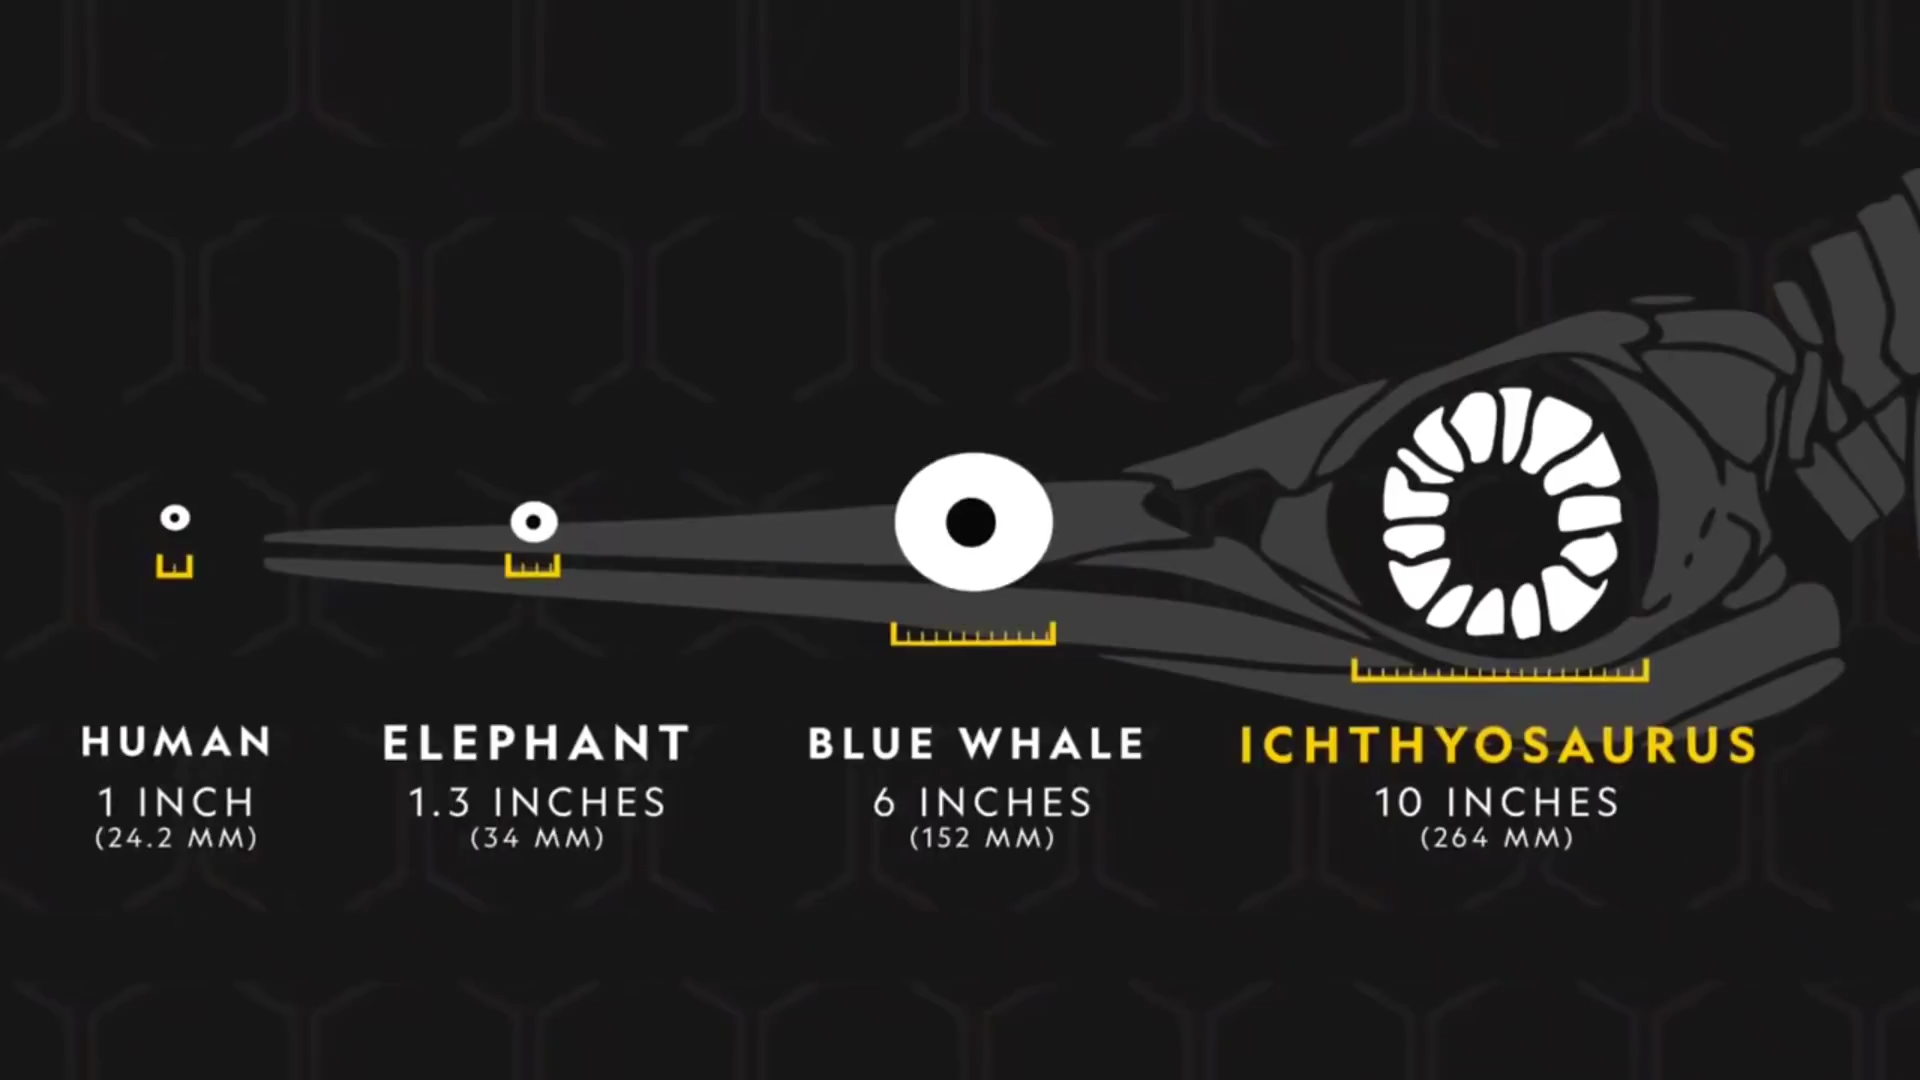 HUMAN
1 INCH
(24.2 MM)
ELEPHANT
1.3 INCHES
(34 MM)
BLUE WHALE
6 INCHES
(152 MM)
ICHTHYOSAURUS
10 INCHES
(264 MM)